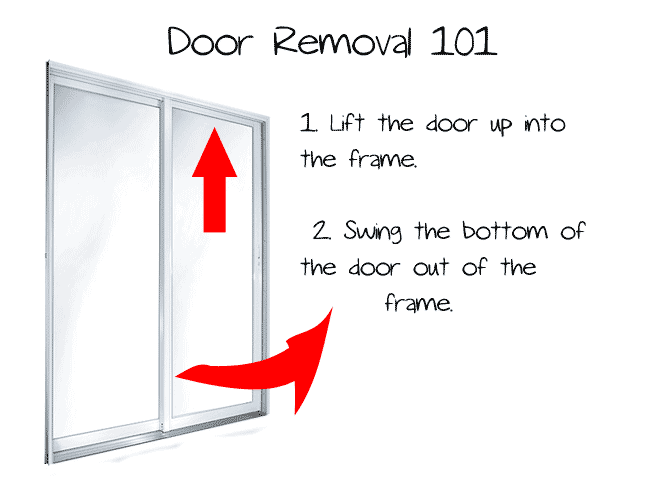 Door Removal 101
1. Lift the door up into
the frame.
2. Swing the bottom of
the door out of the
frame.